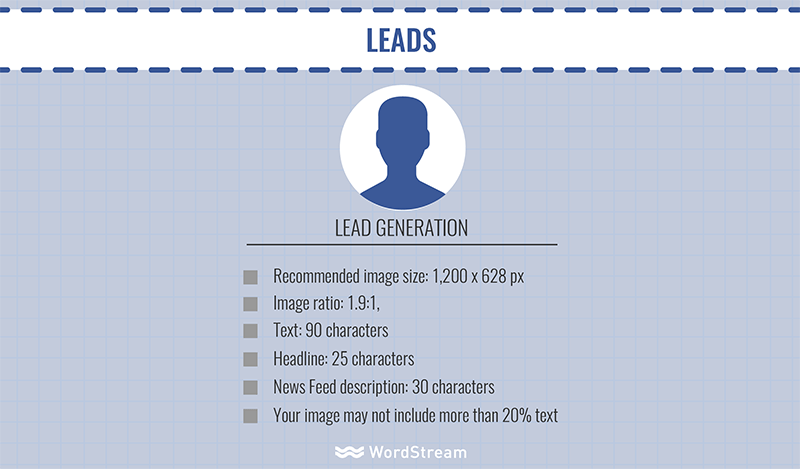 LEADS
LEAD GENERATION
Recommended image size: 1,200 x 628 px
Image ratio: 1.9:1,
Text: 90 characters
Headline: 25 characters
News Feed description: 30 characters
Your image may not include more than 20% text
WordStream